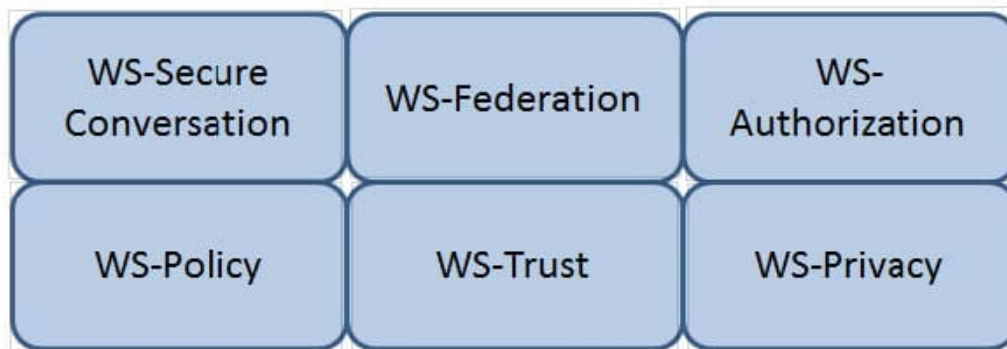 WS-Secure
Conversation
WS-Federation
WS-
Authorization
WS-Policy
WS-Trust
WS-Privacy